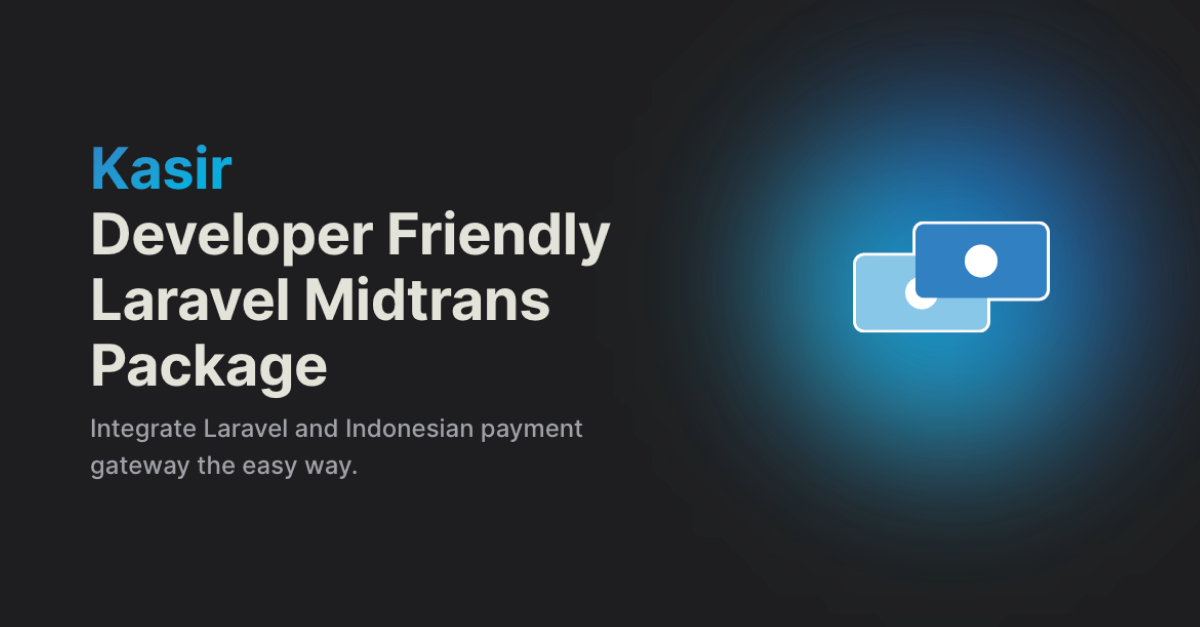 Kasir
Developer Friendly
Laravel Midtrans
Package
Integrate Laravel and Indonesian payment
gateway the easy way.